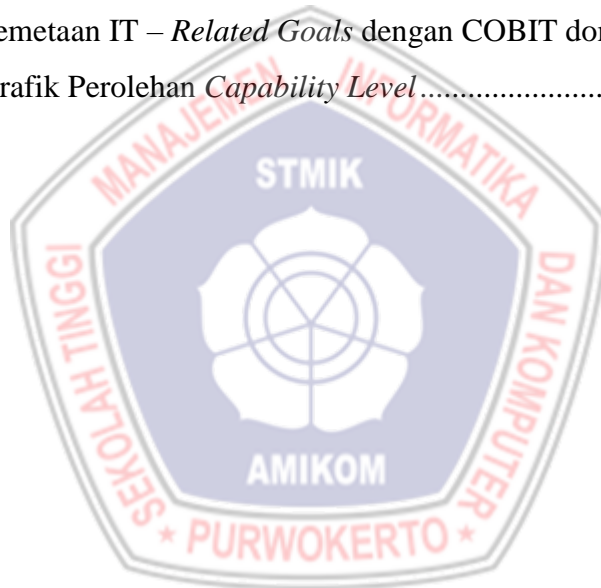 emetaan IT – Related Goals dengan COBIT do
rafik Perolehan Capability Level.......................
MANAJEMEN INFORMATIKA
STMIK
SEKOLAH TINGGI
DAN KOMPUTER
AMIKOM
★ PURWOKERTO ★